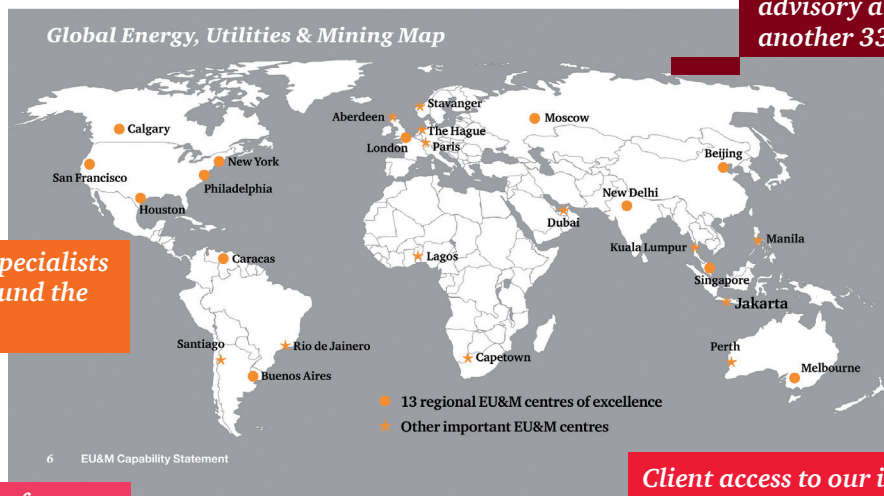 advisory a
another 33
Global Energy, Utilities & Mining Map
Stavanger
Aberdeen
Moscow
Calgary
The Hague
London
Paris
Beijing
New York
San Francisco
Philadelphia
New Delhi
Houston
Dubai
Manila
Kuala Lumpur
pecialists
und the
Caracas
Lagos
Singapore
Jakarta
Santiago
Rio de Jainero
Perth
Capetown
Melbourne
Buenos Aires
13 regional EU&M centres of excellence
Other important EU&M centres
6 EU&M Capability Statement
Client access to our i